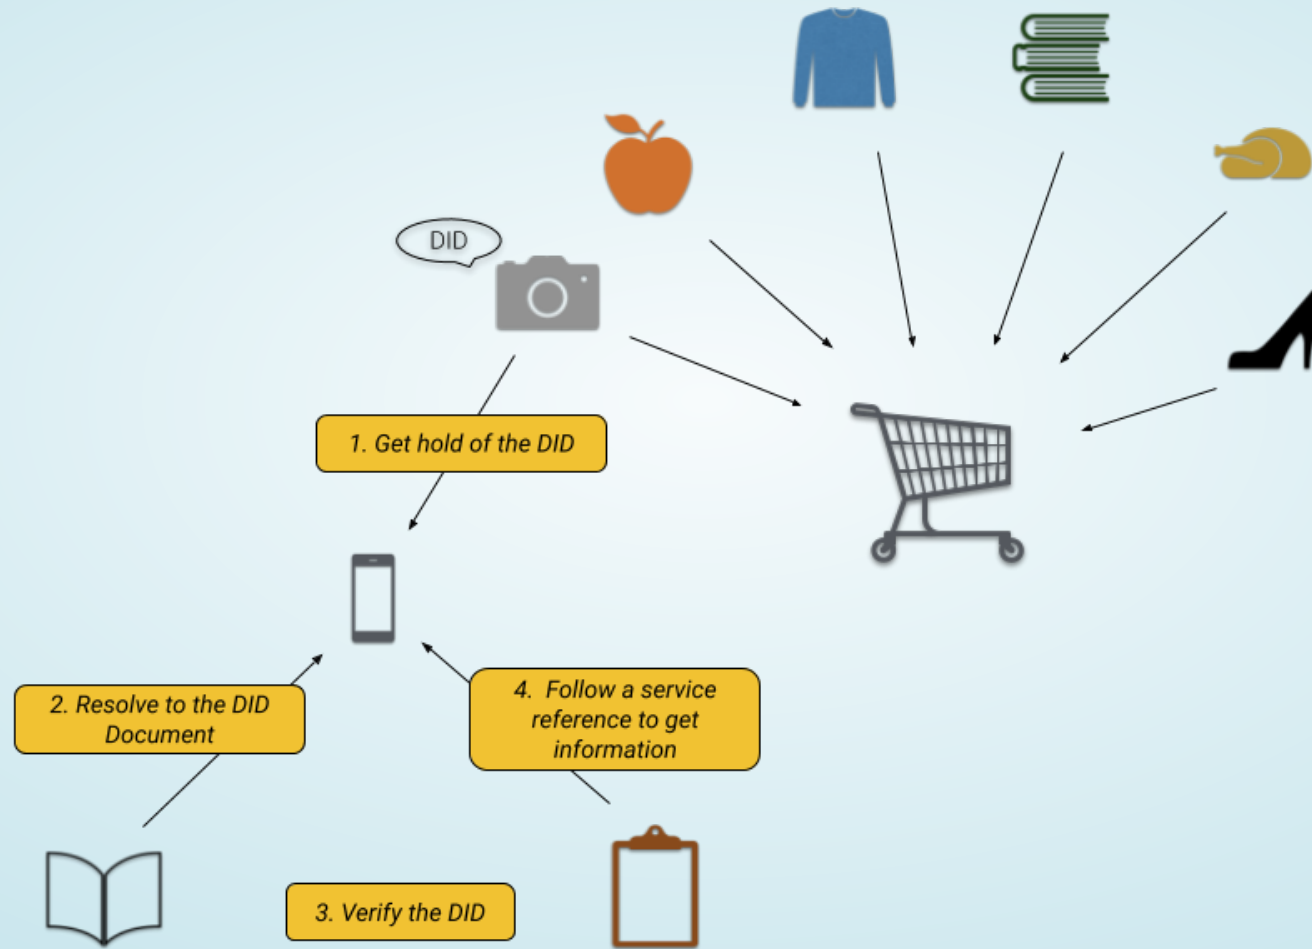 DID
1. Get hold of the DID
2. Resolve to the DID
Document
4. Follow a service
reference to get
information
3. Verify the DID